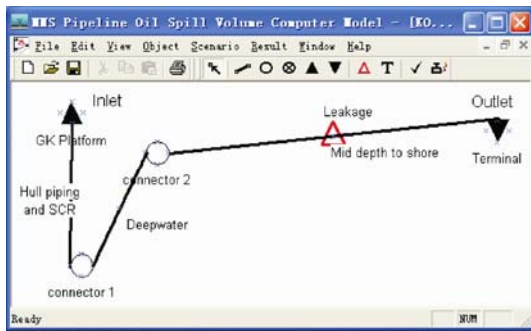 MMS Pipeline Oil Spill Volume Computer Model - [KO...
File Edit View Object Scenario Result Window Help
T
Inlet
Leakage
Outlet
GK Platform
Mid depth to shore
Terminal
connector 2
Hull piping
and SCR
Deepwater
connector 1
Ready
NUM